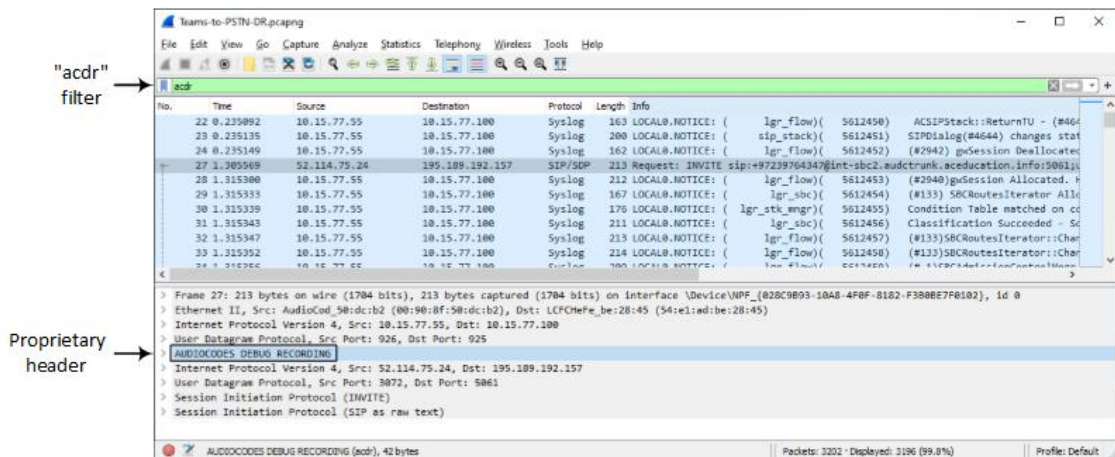 Teams-to-PSTN-DR.pcapng
File Edit View Go Capture Analyze Statistics Telephony Wireless Tools Help
"acdr"
filter
acdr
No. Time Source Destination Protocol Length Info
22 0.235092 10.15.77.55 10.15.77.100 Syslog 163 LOCAL0.NOTICE: ( lgr_flow)( 5612450) ACSIPStack::ReturnTU - (#464
23 0.235135 10.15.77.55 10.15.77.100 Syslog 200 LOCAL0.NOTICE: ( sip_stack)( 5612451) SIPDialog(#4644) changes stat
24 0.235149 10.15.77.55 10.15.77.100 Syslog 162 LOCAL0.NOTICE: ( lgr_flow)( 5612452) (#2942) gwSession Deallocated
27 1.305569 52.114.75.24 195.189.192.157 SIP/SDP 213 Request: INVITE sip:+97239764347@int-sbc2.audctrunk.aceducation.info:5061;u
28 1.315300 10.15.77.55 10.15.77.100 Syslog 212 LOCAL0.NOTICE: ( lgr_flow)( 5612453) (#2940)gwSession Allocated.
29 1.315333 10.15.77.55 10.15.77.100 Syslog 167 LOCAL0.NOTICE: ( lgr_sbc)( 5612454) (#133) SBCRoutesIterator Allo
30 1.315339 10.15.77.55 10.15.77.100 Syslog 176 LOCAL0.NOTICE: ( lgr_stk_mngr)( 5612455) Condition Table matched on co
31 1.315343 10.15.77.55 10.15.77.100 Syslog 211 LOCAL0.NOTICE: ( lgr_sbc)( 5612456) Classification Succeeded - So
32 1.315347 10.15.77.55 10.15.77.100 Syslog 213 LOCAL0.NOTICE: ( lgr_flow)( 5612457) (#133)SBCRoutesIterator::Char
33 1.315352 10.15.77.55 10.15.77.100 Syslog 214 LOCAL0.NOTICE: ( lgr_flow)( 5612458) (#133)SBCRoutesIterator::Char
Frame 27: 213 bytes on wire (1704 bits), 213 bytes captured (1704 bits) on interface \Device\NPF_{028C9B93-10A8-4F0F-8182-F3B0BE7F0102}, id 0
Ethernet II, Src: AudioCod_50:dc:b2 (00:90:8f:50:dc:b2), Dst: LCFCHeFe_be:28:45 (54:e1:ad:be:28:45)
Internet Protocol Version 4, Src: 10.15.77.55, Dst: 10.15.77.100
User Datagram Protocol, Src Port: 926, Dst Port: 925
Proprietary
header
AUDIOCODES DEBUG RECORDING
Internet Protocol Version 4, Src: 52.114.75.24, Dst: 195.189.192.157
User Datagram Protocol, Src Port: 3072, Dst Port: 5061
Session Initiation Protocol (INVITE)
Session Initiation Protocol (SIP as raw text)
AUDIOCODES DEBUG RECORDING (acdr), 42 bytes Packets: 3202 · Displayed: 3196 (99.8%) Profile: Default